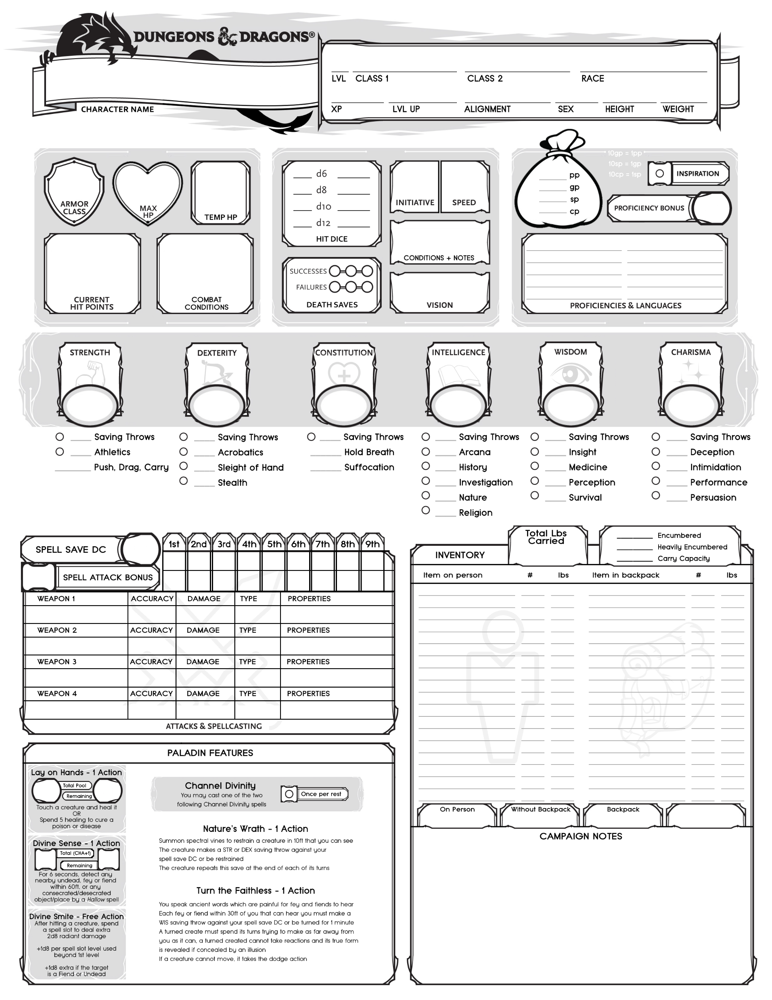 DUNGEONS & DRAGONS®
LVL CLASS 1 CLASS 2 RACE
CHARACTER NAME
XP LVL UP ALIGNMENT SEX HEIGHT WEIGHT
ARMOR
CLASS
MAX
HP
TEMP HP
CURRENT
HIT POINTS
COMBAT
CONDITIONS
d6
d8
d10
d12
HIT DICE
SUCCESSES
FAILURES
DEATH SAVES
INITIATIVE SPEED
CONDITIONS + NOTES
VISION
pp
gp
sp
cp
10gp = 1pp
10sp = 1gp
10cp = 1sp
INSPIRATION
PROFICIENCY BONUS
PROFICIENCIES & LANGUAGES
STRENGTH
Saving Throws
Athletics
Push, Drag, Carry
DEXTERITY
Saving Throws
Acrobatics
Sleight of Hand
Stealth
CONSTITUTION
Saving Throws
Hold Breath
Suffocation
INTELLIGENCE
Saving Throws
Arcana
History
Investigation
Nature
Religion
WISDOM
Saving Throws
Insight
Medicine
Perception
Survival
CHARISMA
Saving Throws
Deception
Intimidation
Performance
Persuasion
SPELL SAVE DC
SPELL ATTACK BONUS
1st 2nd 3rd 4th 5th 6th 7th 8th 9th
WEAPON 1 ACCURACY DAMAGE TYPE PROPERTIES
WEAPON 2 ACCURACY DAMAGE TYPE PROPERTIES
WEAPON 3 ACCURACY DAMAGE TYPE PROPERTIES
WEAPON 4 ACCURACY DAMAGE TYPE PROPERTIES
ATTACKS & SPELLCASTING
INVENTORY
Total Lbs
Carried
Encumbered
Heavily Encumbered
Carry Capacity
Item on person # lbs Item in backpack # lbs
On Person Without Backpack Backpack
CAMPAIGN NOTES
PALADIN FEATURES
Lay on Hands - 1 Action
Total Pool
Remaining
Touch a creature and heal it
OR
Spend 5 healing to cure a
poison or disease
Divine Sense - 1 Action
Total (CHA+1)
Remaining
For 6 seconds, detect any
nearby undead, fey or fiend
within 60ft, or any
consecrated/desecrated
object/place by a Hallow spell
Divine Smite - Free Action
After hitting a creature, spend
a spell slot to deal extra
2d8 radiant damage
+1d8 per spell slot level used
beyond 1st level
+1d8 extra if the target
is a Fiend or Undead
Channel Divinity
You may cast one of the two
following Channel Divinity spells
Once per rest
Nature's Wrath - 1 Action
Summon spectral vines to restrain a creature in 10ft that you can see
The creature makes a STR or DEX saving throw against your
spell save DC or be restrained
The creature repeats this save at the end of each of its turns
Turn the Faithless - 1 Action
You speak ancient words which are painful for fey and fiends to hear
Each fey or fiend within 30ft of you that can hear you must make a
WIS saving throw against your spell save DC or be turned for 1 minute
A turned create must spend its turns trying to make as far away from
you as it can, a turned created cannot take reactions and its true form
is revealed if concealed by an illusion
If a creature cannot move, it takes the dodge action